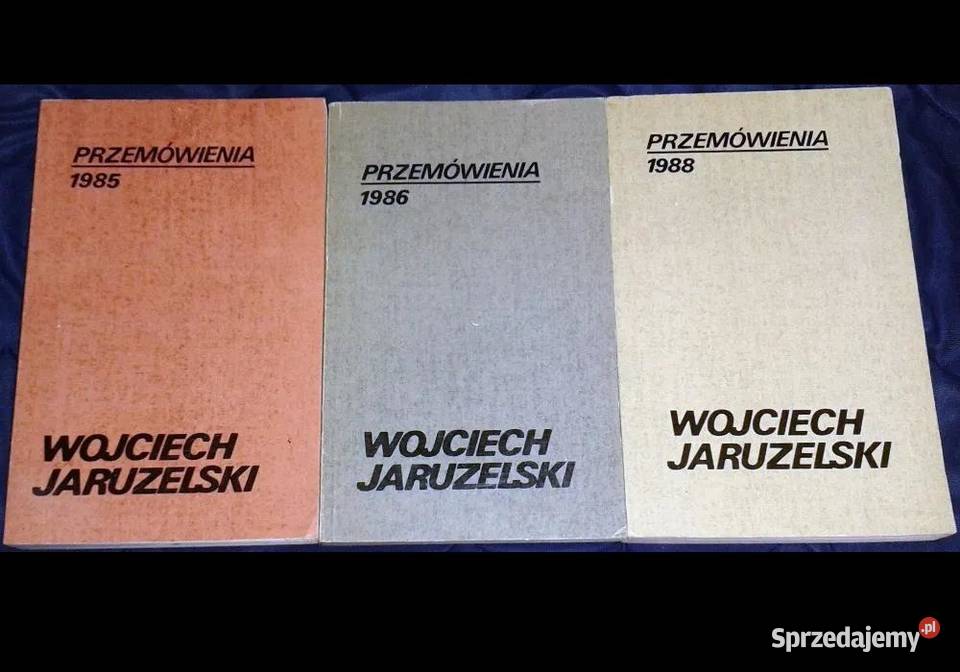 PRZEMÓWIENIA
1985
WOJCIECH
JARUZELSKI
PRZEMÓWIENIA
1986
WOJCIECH
JARUZELSKI
PRZEMÓWIENIA
1988
WOJCIECH
JARUZELSKI
Sprzedajemy.pl